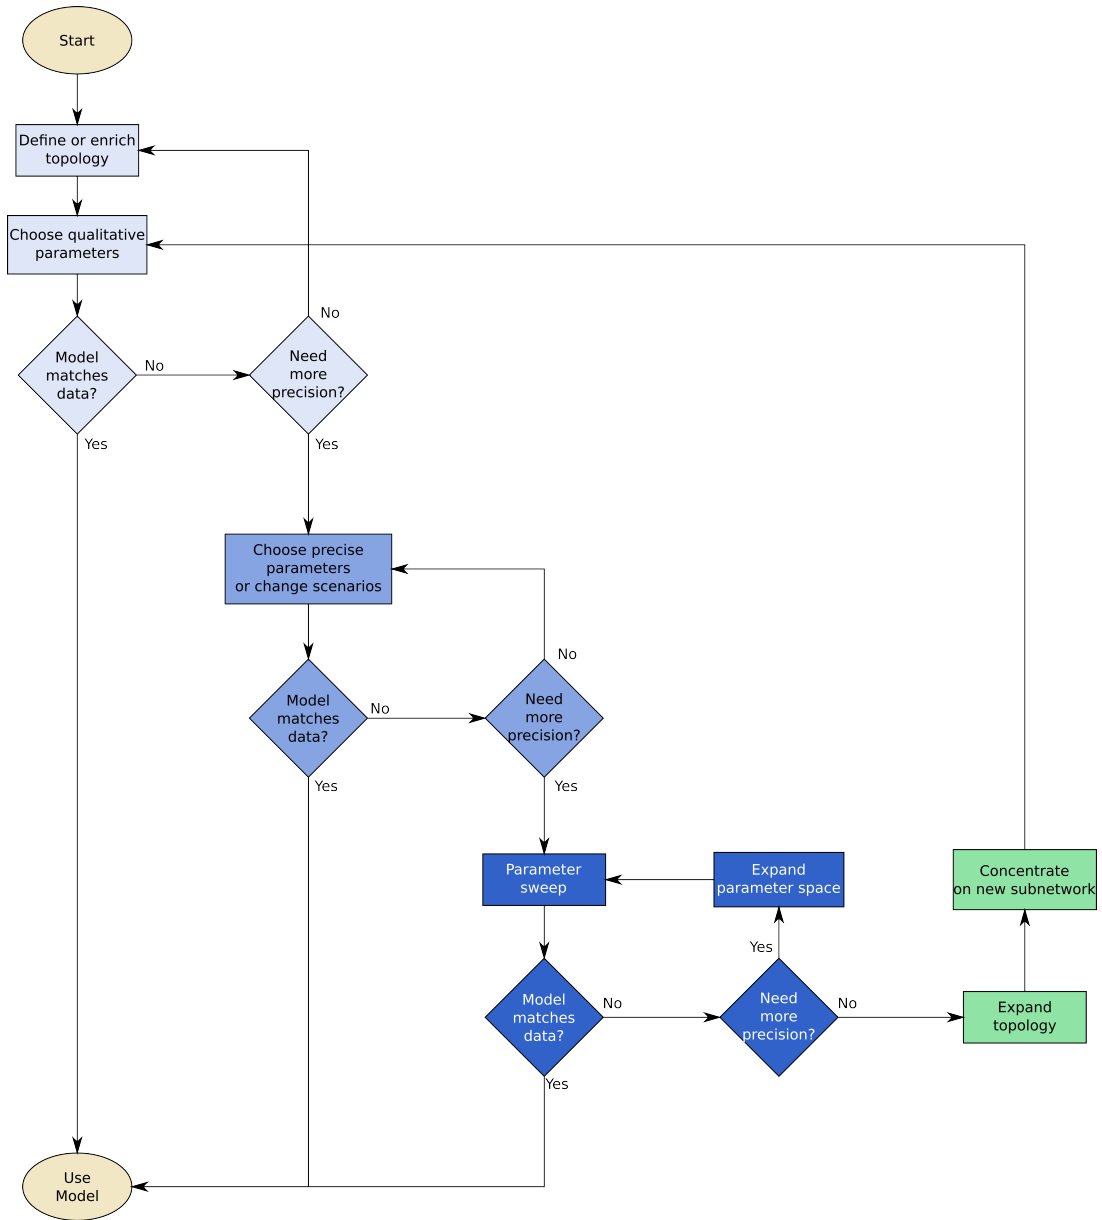 Start
Define or enrich
topology
Choose qualitative
parameters
No
Model
matches
data?
No
Need
more
precision?
Yes
Yes
Choose precise
parameters
or change scenarios
No
Model
matches
data?
No
Need
more
precision?
Yes
Yes
Parameter
sweep
Expand
parameter space
Concentrate
on new subnetwork
Yes
Model
matches
data?
No
Need
more
precision?
No
Expand
topology
Yes
Use
Model